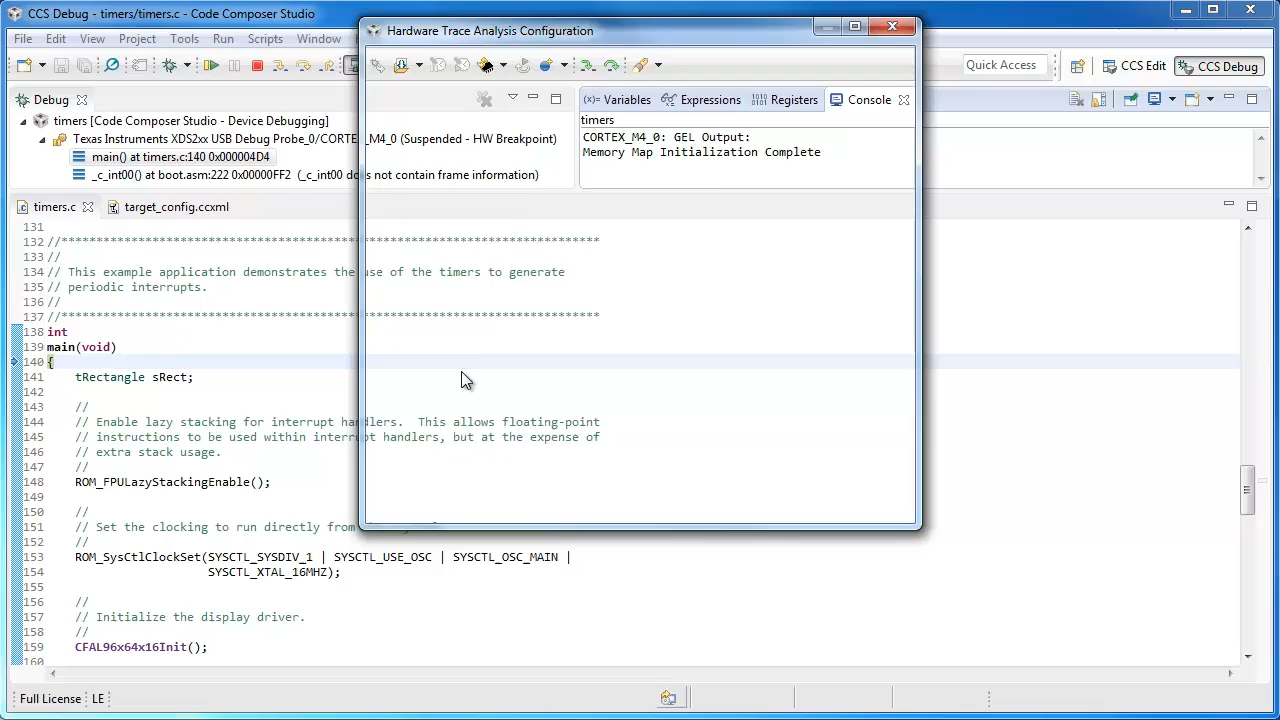 CCS Debug - timers/timers.c - Code Composer Studio
Hardware Trace Analysis Configuration
File Edit Scripts Window
Quick Access CCS Edit CCS Debug
Debug
(x)= Variables Expressions Registers Console
timers [Code Composer Studio - Device Debugging]
timers
Texas Instruments XDS2xx USB Debug Probe_0/CORTEX_M4_0 (Suspended - HW Breakpoint)
CORTEX_M4_0: GEL Output:
Memory Map Initialization Complete
main() at timers.c:140 0x000004D4
_c_int00() at boot.asm:222 0x00000FF2 (_c_int00 does not contain frame information)
timers.c target_config.ccxml
131
132 //*****************************************************************************
133 //
134 // This example application demonstrates the use of the timers to generate
135 // periodic interrupts.
136 //
137 //*****************************************************************************
138 int
139 main(void)
140 {
141 tRectangle sRect;
142
143 //
144 // Enable lazy stacking for interrupt handlers. This allows floating-point
145 // instructions to be used within interrupt handlers, but at the expense of
146 // extra stack usage.
147 //
148 ROM_FPULazyStackingEnable();
149
150 //
151 // Set the clocking to run directly from
152 //
153 ROM_SysCtlClockSet(SYSCTL_SYSDIV_1 | SYSCTL_USE_OSC | SYSCTL_OSC_MAIN |
154 SYSCTL_XTAL_16MHZ);
155
156 //
157 // Initialize the display driver.
158 //
159 CFAL96x64x16Init();
160
Full License LE